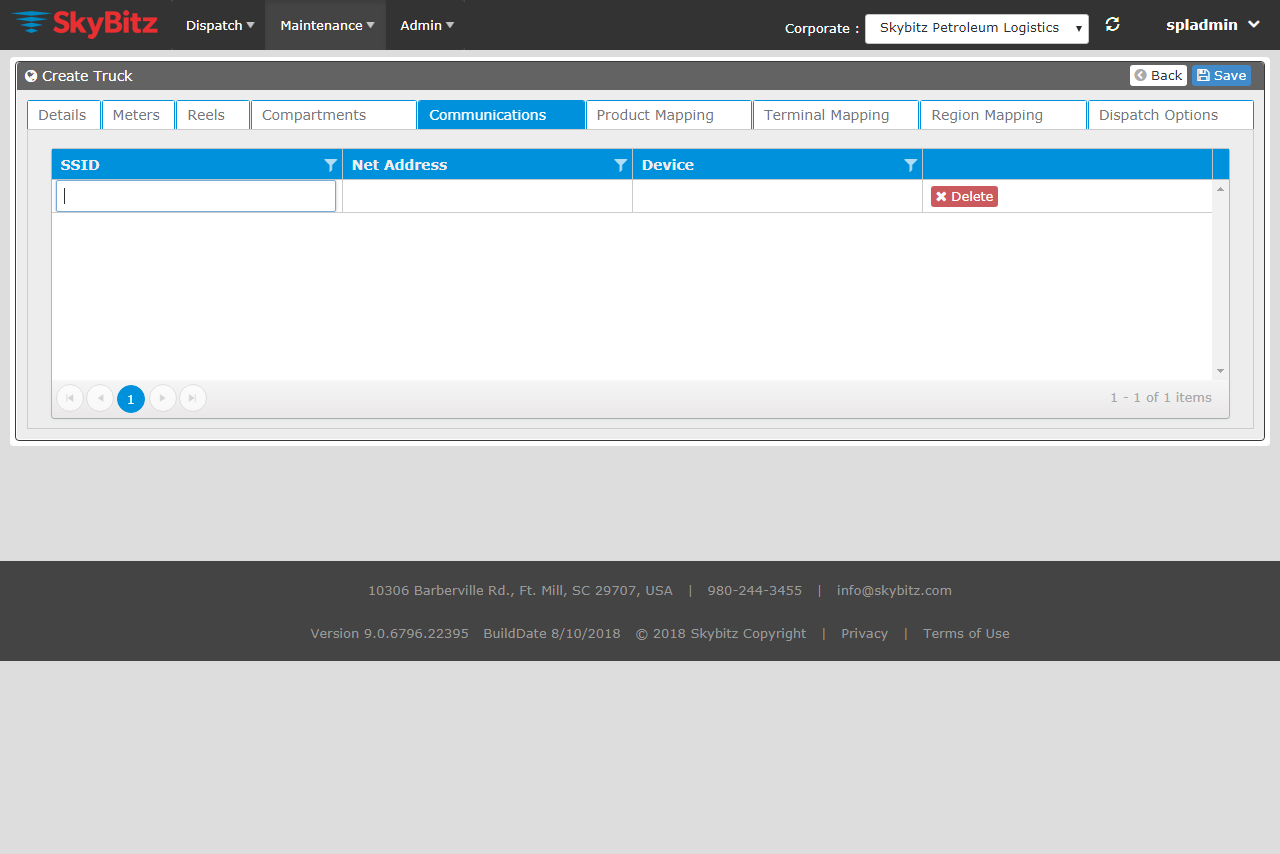 SkyBitz Dispatch Maintenance Admin Corporate : Skybitz Petroleum Logistics spladmin
Create Truck Back Save
Details Meters Reels Compartments Communications Product Mapping Terminal Mapping Region Mapping Dispatch Options
SSID Net Address Device
Delete
1 1 - 1 of 1 items
10306 Barberville Rd., Ft. Mill, SC 29707, USA | 980-244-3455 | info@skybitz.com
Version 9.0.6796.22395 BuildDate 8/10/2018 © 2018 Skybitz Copyright | Privacy | Terms of Use